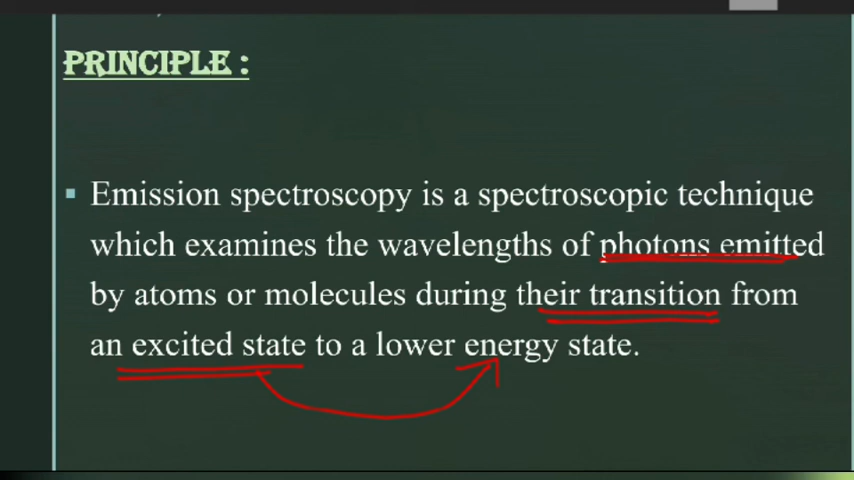 PRINCIPLE :
▪ Emission spectroscopy is a spectroscopic technique
which examines the wavelengths of photons emitted
by atoms or molecules during their transition from
an excited state to a lower energy state.